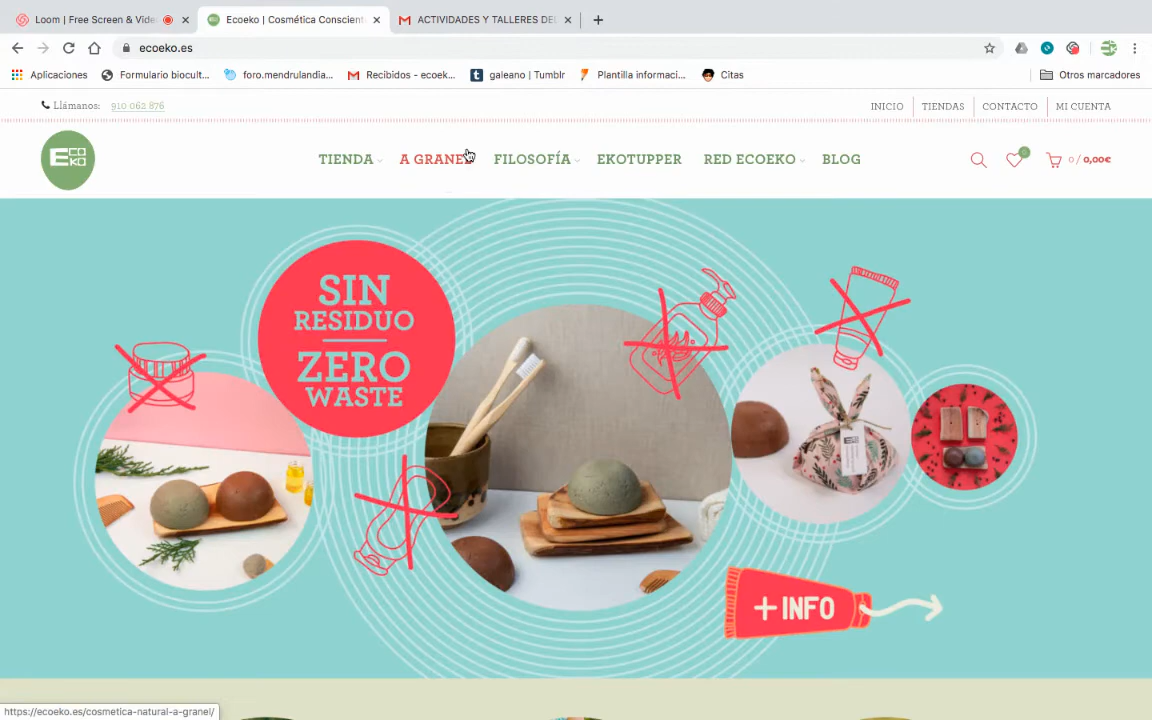 Loom | Free Screen & Vide
Ecoeko | Cosmética Conscient
ACTIVIDADES Y TALLERES DE
ecoeko.es
Aplicaciones
Formulario biocult...
foro.mendrulandia...
Recibidos - ecoek...
galeano | Tumblr
Plantilla informaci...
Citas
Otros marcadores
Llámanos: 910 062 876
INICIO
TIENDAS
CONTACTO
MI CUENTA
ECOEKO
TIENDA
A GRANEL
FILOSOFÍA
EKOTUPPER
RED ECOEKO
BLOG
0 / 0,00€
SIN
RESIDUO
ZERO
WASTE
+INFO
https://ecoeko.es/cosmetica-natural-a-granel/